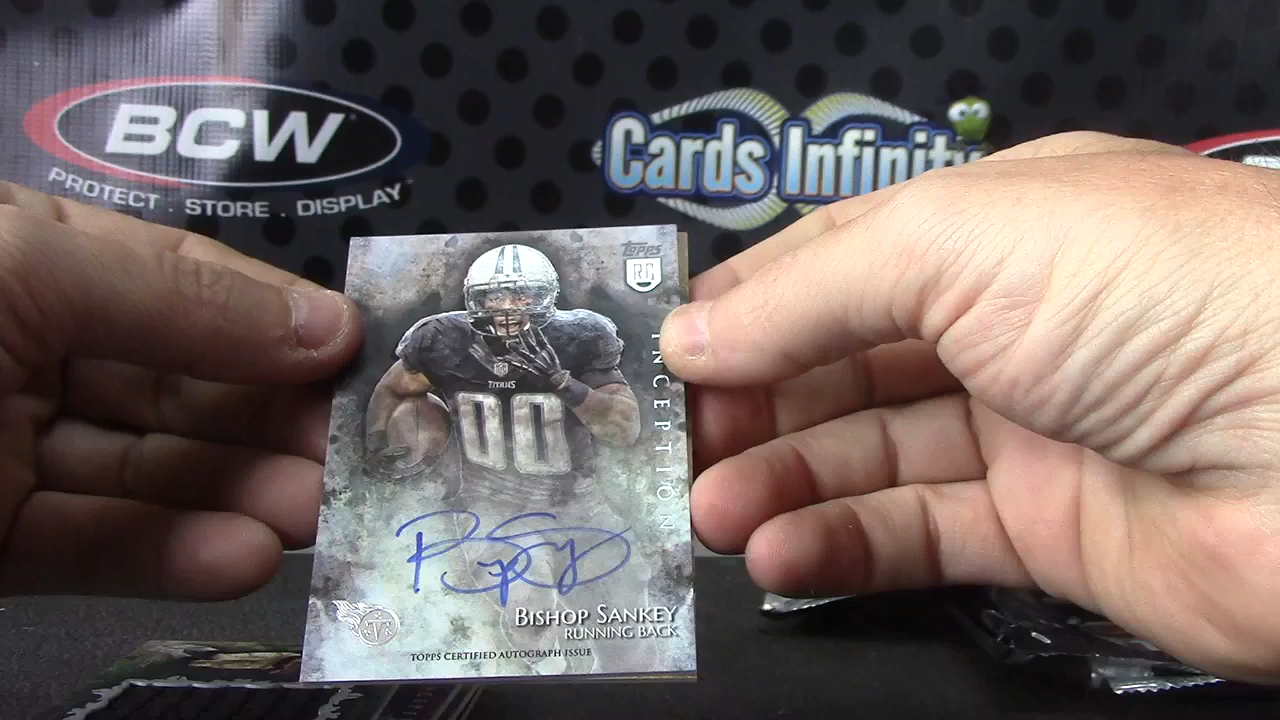 BCW
PROTECT . STORE . DISPLAY
Cards Infinity
TOPPS
RC
INCEPTION
TITANS
00
BISHOP SANKEY
RUNNING BACK
T
TOPPS CERTIFIED AUTOGRAPH ISSUE